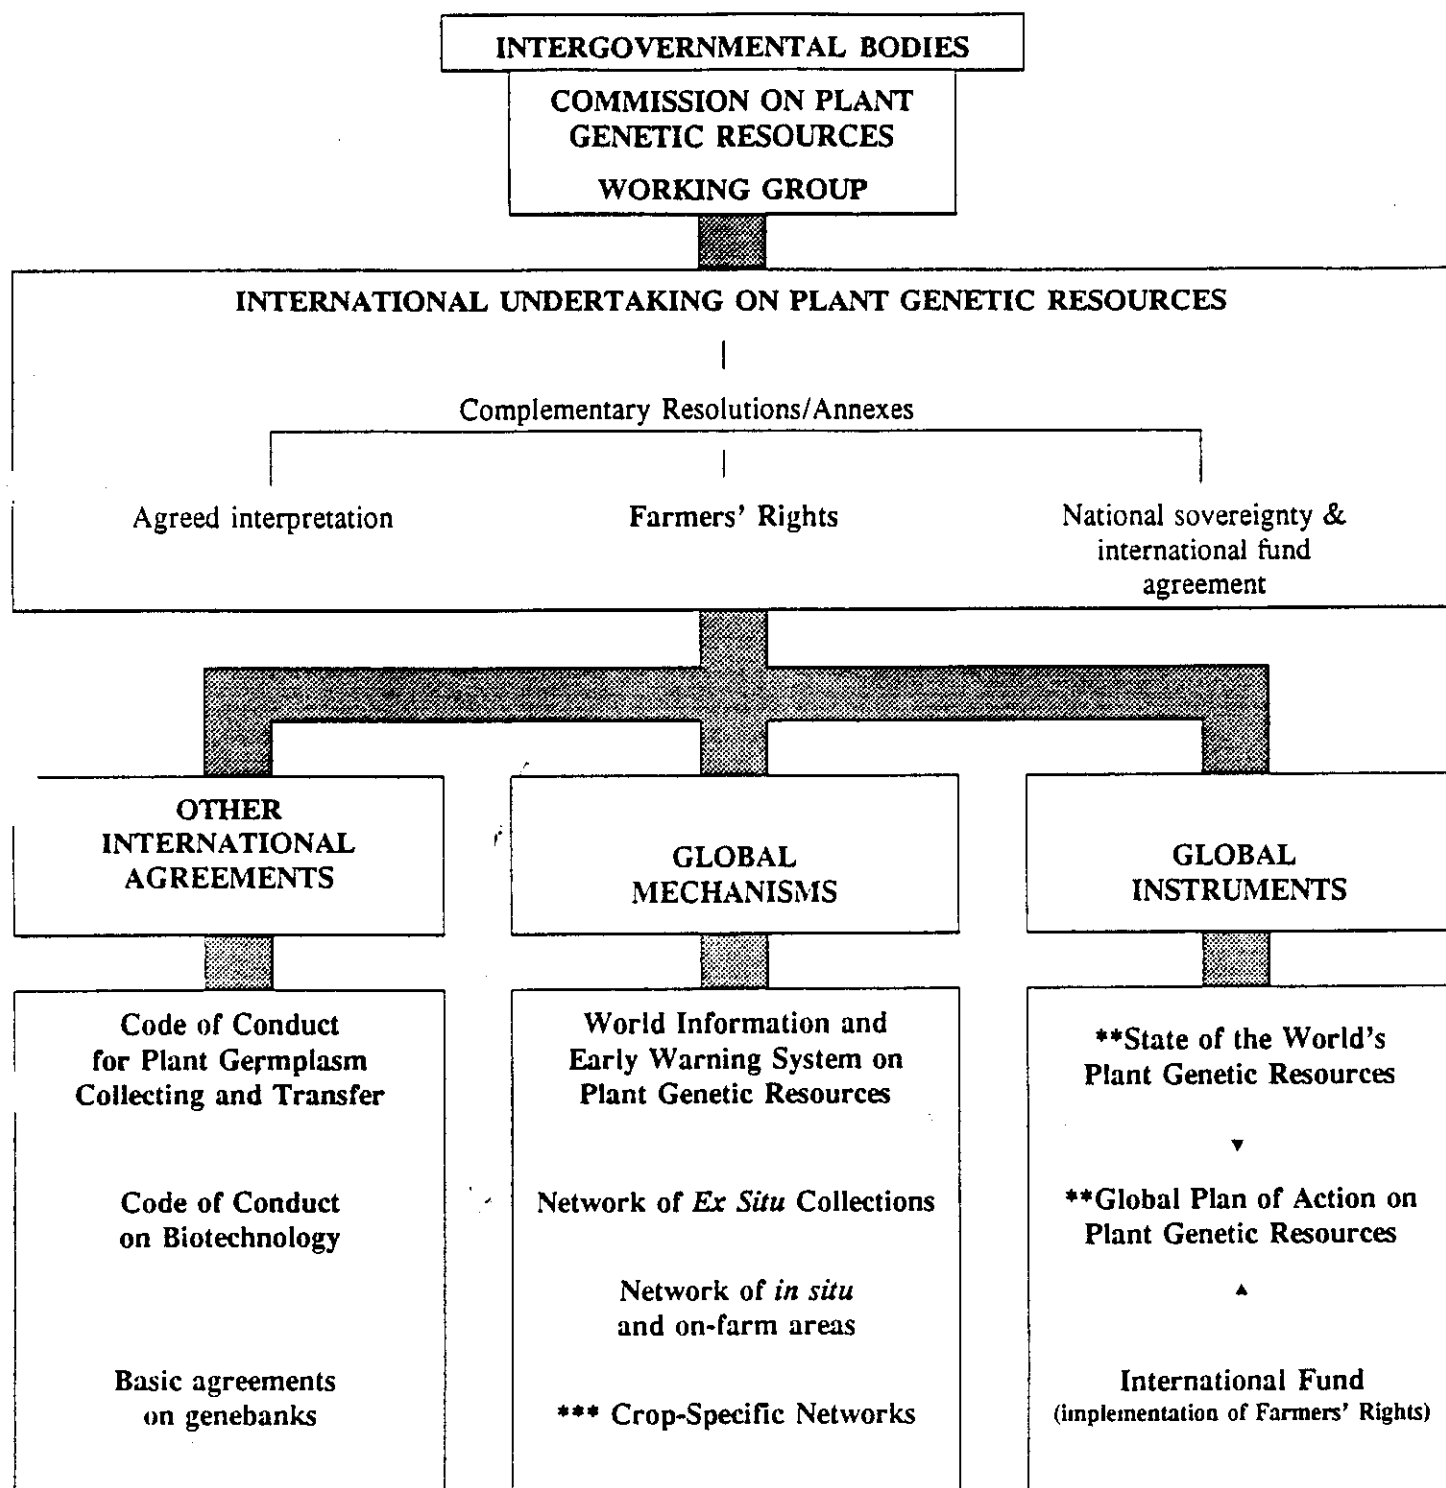 INTERGOVERNMENTAL BODIES
COMMISSION ON PLANT
GENETIC RESOURCES
WORKING GROUP
INTERNATIONAL UNDERTAKING ON PLANT GENETIC RESOURCES
Complementary Resolutions/Annexes
Agreed interpretation
Farmers' Rights
National sovereignty &
international fund
agreement
OTHER
INTERNATIONAL
AGREEMENTS
GLOBAL
MECHANISMS
GLOBAL
INSTRUMENTS
Code of Conduct
for Plant Germplasm
Collecting and Transfer
Code of Conduct
on Biotechnology
Basic agreements
on genebanks
World Information and
Early Warning System on
Plant Genetic Resources
Network of Ex Situ Collections
Network of in situ
and on-farm areas
*** Crop-Specific Networks
**State of the World's
Plant Genetic Resources
**Global Plan of Action on
Plant Genetic Resources
International Fund
(implementation of Farmers' Rights)